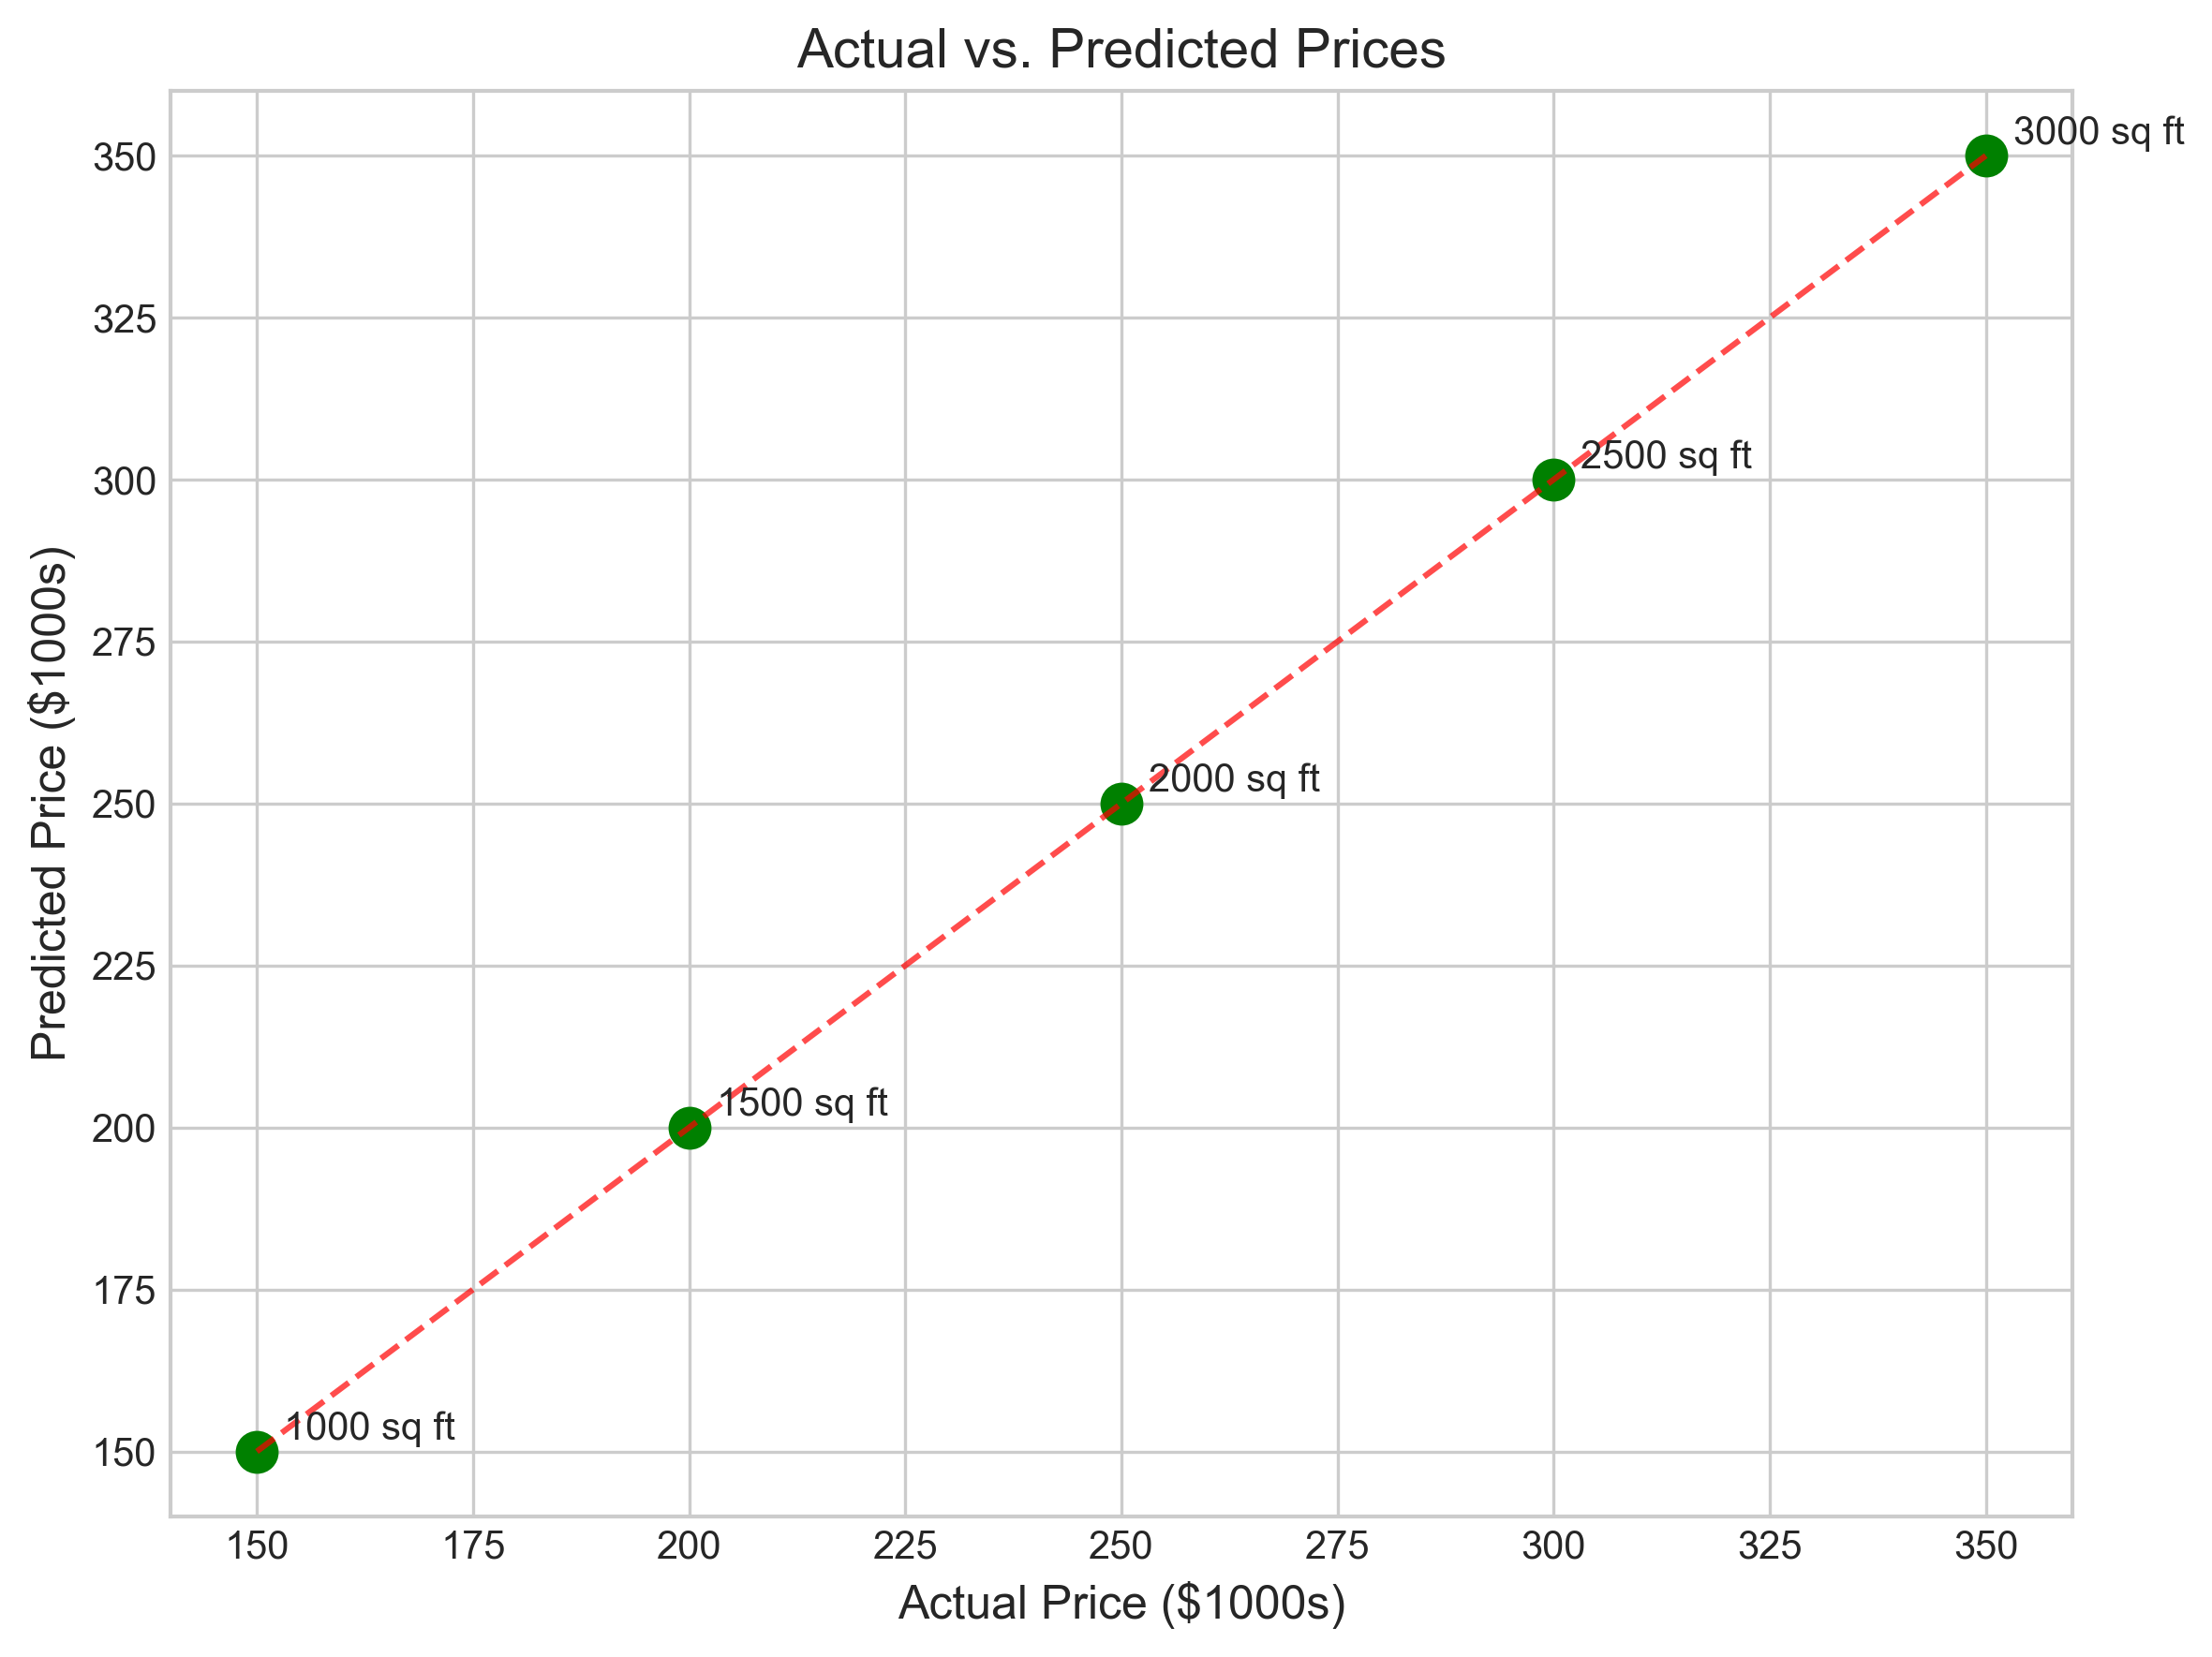 Actual vs. Predicted Prices
3000 sq ft
350
325
2500 sq ft
300
275
2000 sq ft
250
225
1500 sq ft
200
175
1000 sq ft
150
Predicted Price ($1000s)
150 175 200 225 250 275 300 325 350
Actual Price ($1000s)